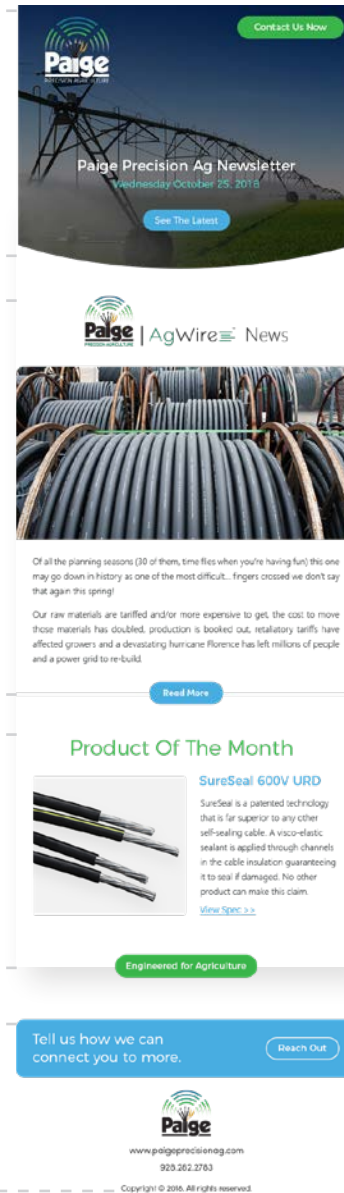 Contact Us Now
Paige
PRECISION AGRICULTURE
Paige Precision Ag Newsletter
Wednesday October 25, 2018
See The Latest
Paige
PRECISION AGRICULTURE
| AgWire News
Of all the planning seasons (30 of them, time flies when you're having fun) this one
may go down in history as one of the most difficult... fingers crossed we don't say
that again this spring!
Our raw materials are tariffed and/or more expensive to get, the cost to move
those materials has doubled, production is booked out, retaliatory tariffs have
affected growers and a devastating hurricane Florence has left millions of people
and a power grid to re-build.
Read More
Product Of The Month
SureSeal 600V URD
SureSeal is a patented technology
that is far superior to any other
self-sealing cable. A visco-elastic
sealant is applied through channels
in the cable insulation guaranteeing
it to seal if damaged. No other
product can make this claim.
View Spec >>
Engineered for Agriculture
Tell us how we can
connect you to more.
Reach Out
Paige
www.paigeprecisionag.com
928.282.2783
Copyright © 2018. All rights reserved.